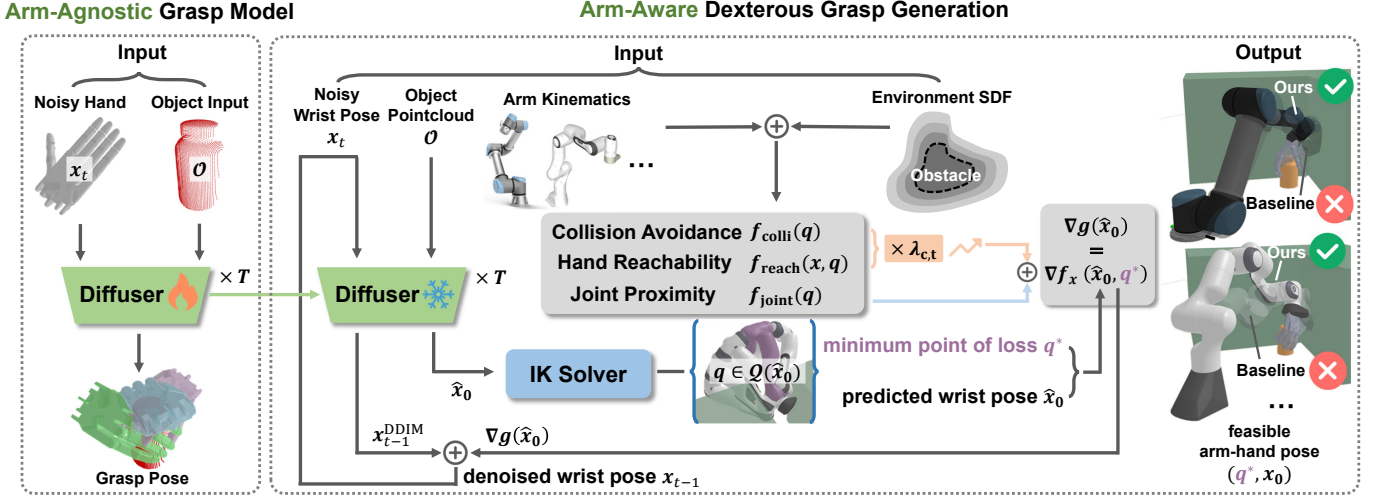 Arm-Agnostic Grasp Model
Input
Noisy Hand
Object Input
x_t
𝒪
Diffuser
× T
Grasp Pose
Arm-Aware Dexterous Grasp Generation
Input
Noisy
Wrist Pose
x_t
Object
Pointcloud
𝒪
Arm Kinematics
...
Environment SDF
Obstacle
Collision Avoidance f_colli(q)
Hand Reachability f_reach(x, q)
Joint Proximity f_joint(q)
× λ_c,t
∇g(x̂_0)
=
∇f_x (x̂_0, q*)
Diffuser
× T
x̂_0
IK Solver
q ∈ Q(x̂_0)
minimum point of loss q*
predicted wrist pose x̂_0
x_{t−1}^{DDIM}
∇g(x̂_0)
denoised wrist pose x_{t−1}
Output
Ours
Baseline
Ours
Baseline
...
feasible
arm-hand pose
(q*, x_0)